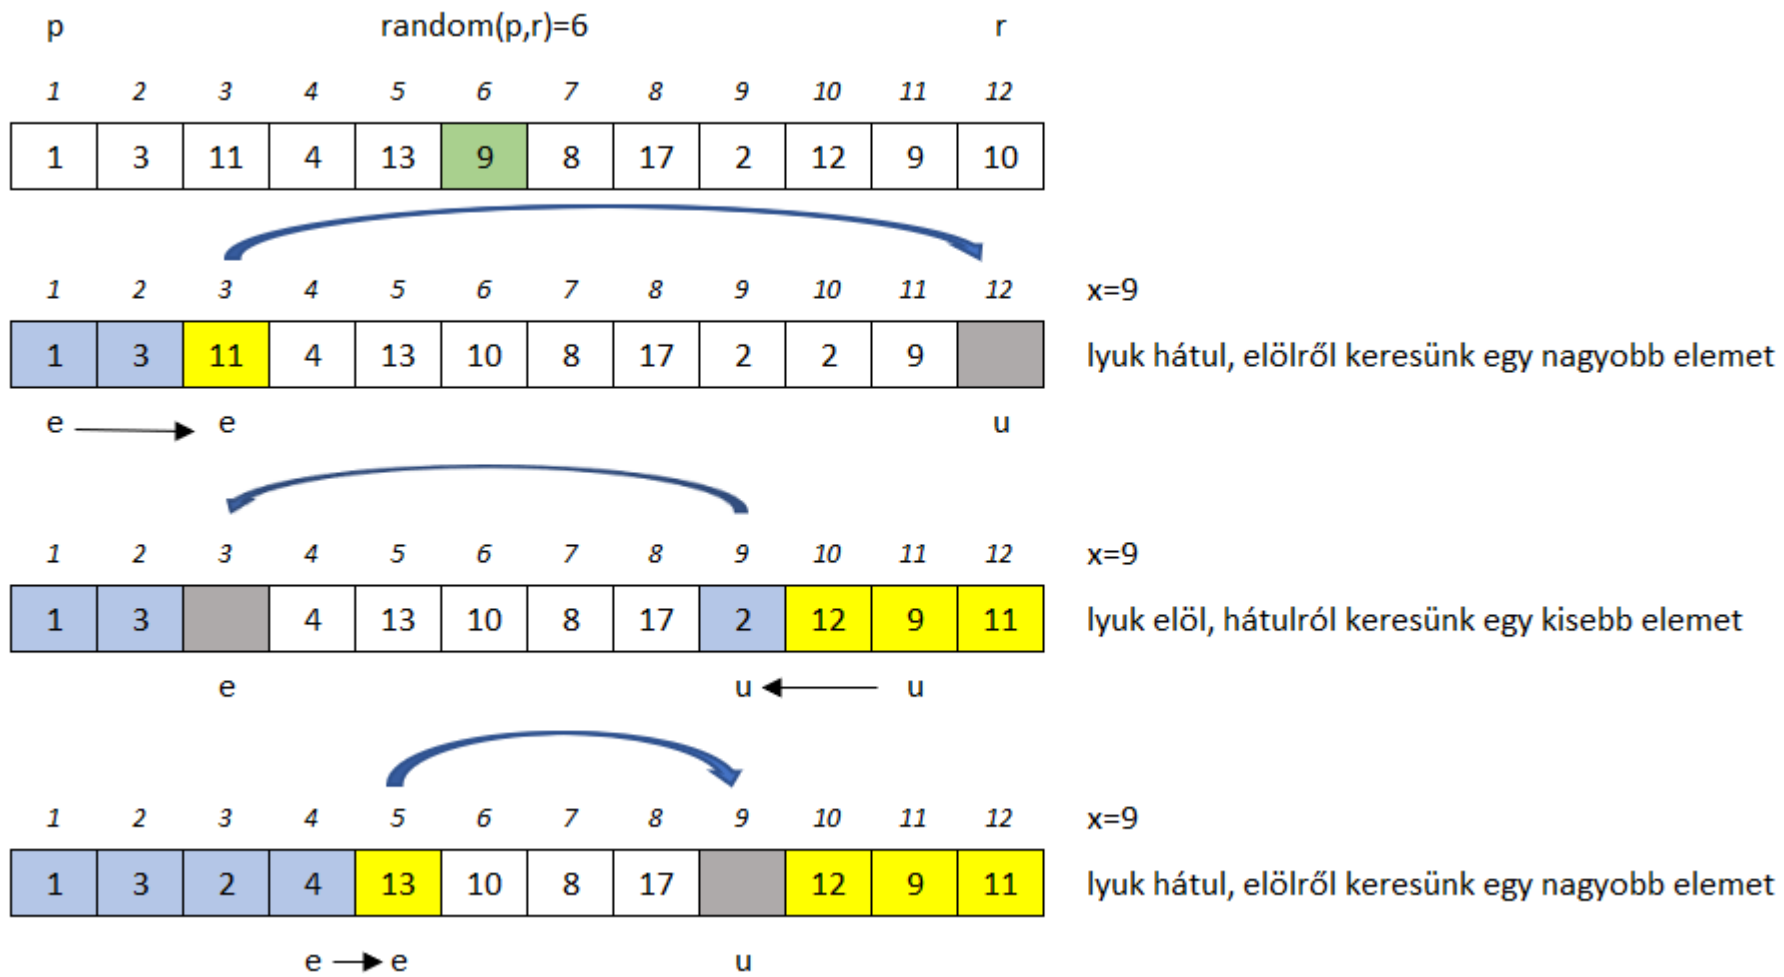 p random(p,r)=6 r
1 2 3 4 5 6 7 8 9 10 11 12
1 3 11 4 13 9 8 17 2 12 9 10
1 2 3 4 5 6 7 8 9 10 11 12 x=9
1 3 11 4 13 10 8 17 2 2 9 lyuk hátul, elölről keresünk egy nagyobb elemet
e e u
1 2 3 4 5 6 7 8 9 10 11 12 x=9
1 3 4 13 10 8 17 2 12 9 11 lyuk elöl, hátulról keresünk egy kisebb elemet
e u u
1 2 3 4 5 6 7 8 9 10 11 12 x=9
1 3 2 4 13 10 8 17 12 9 11 lyuk hátul, elölről keresünk egy nagyobb elemet
e e u